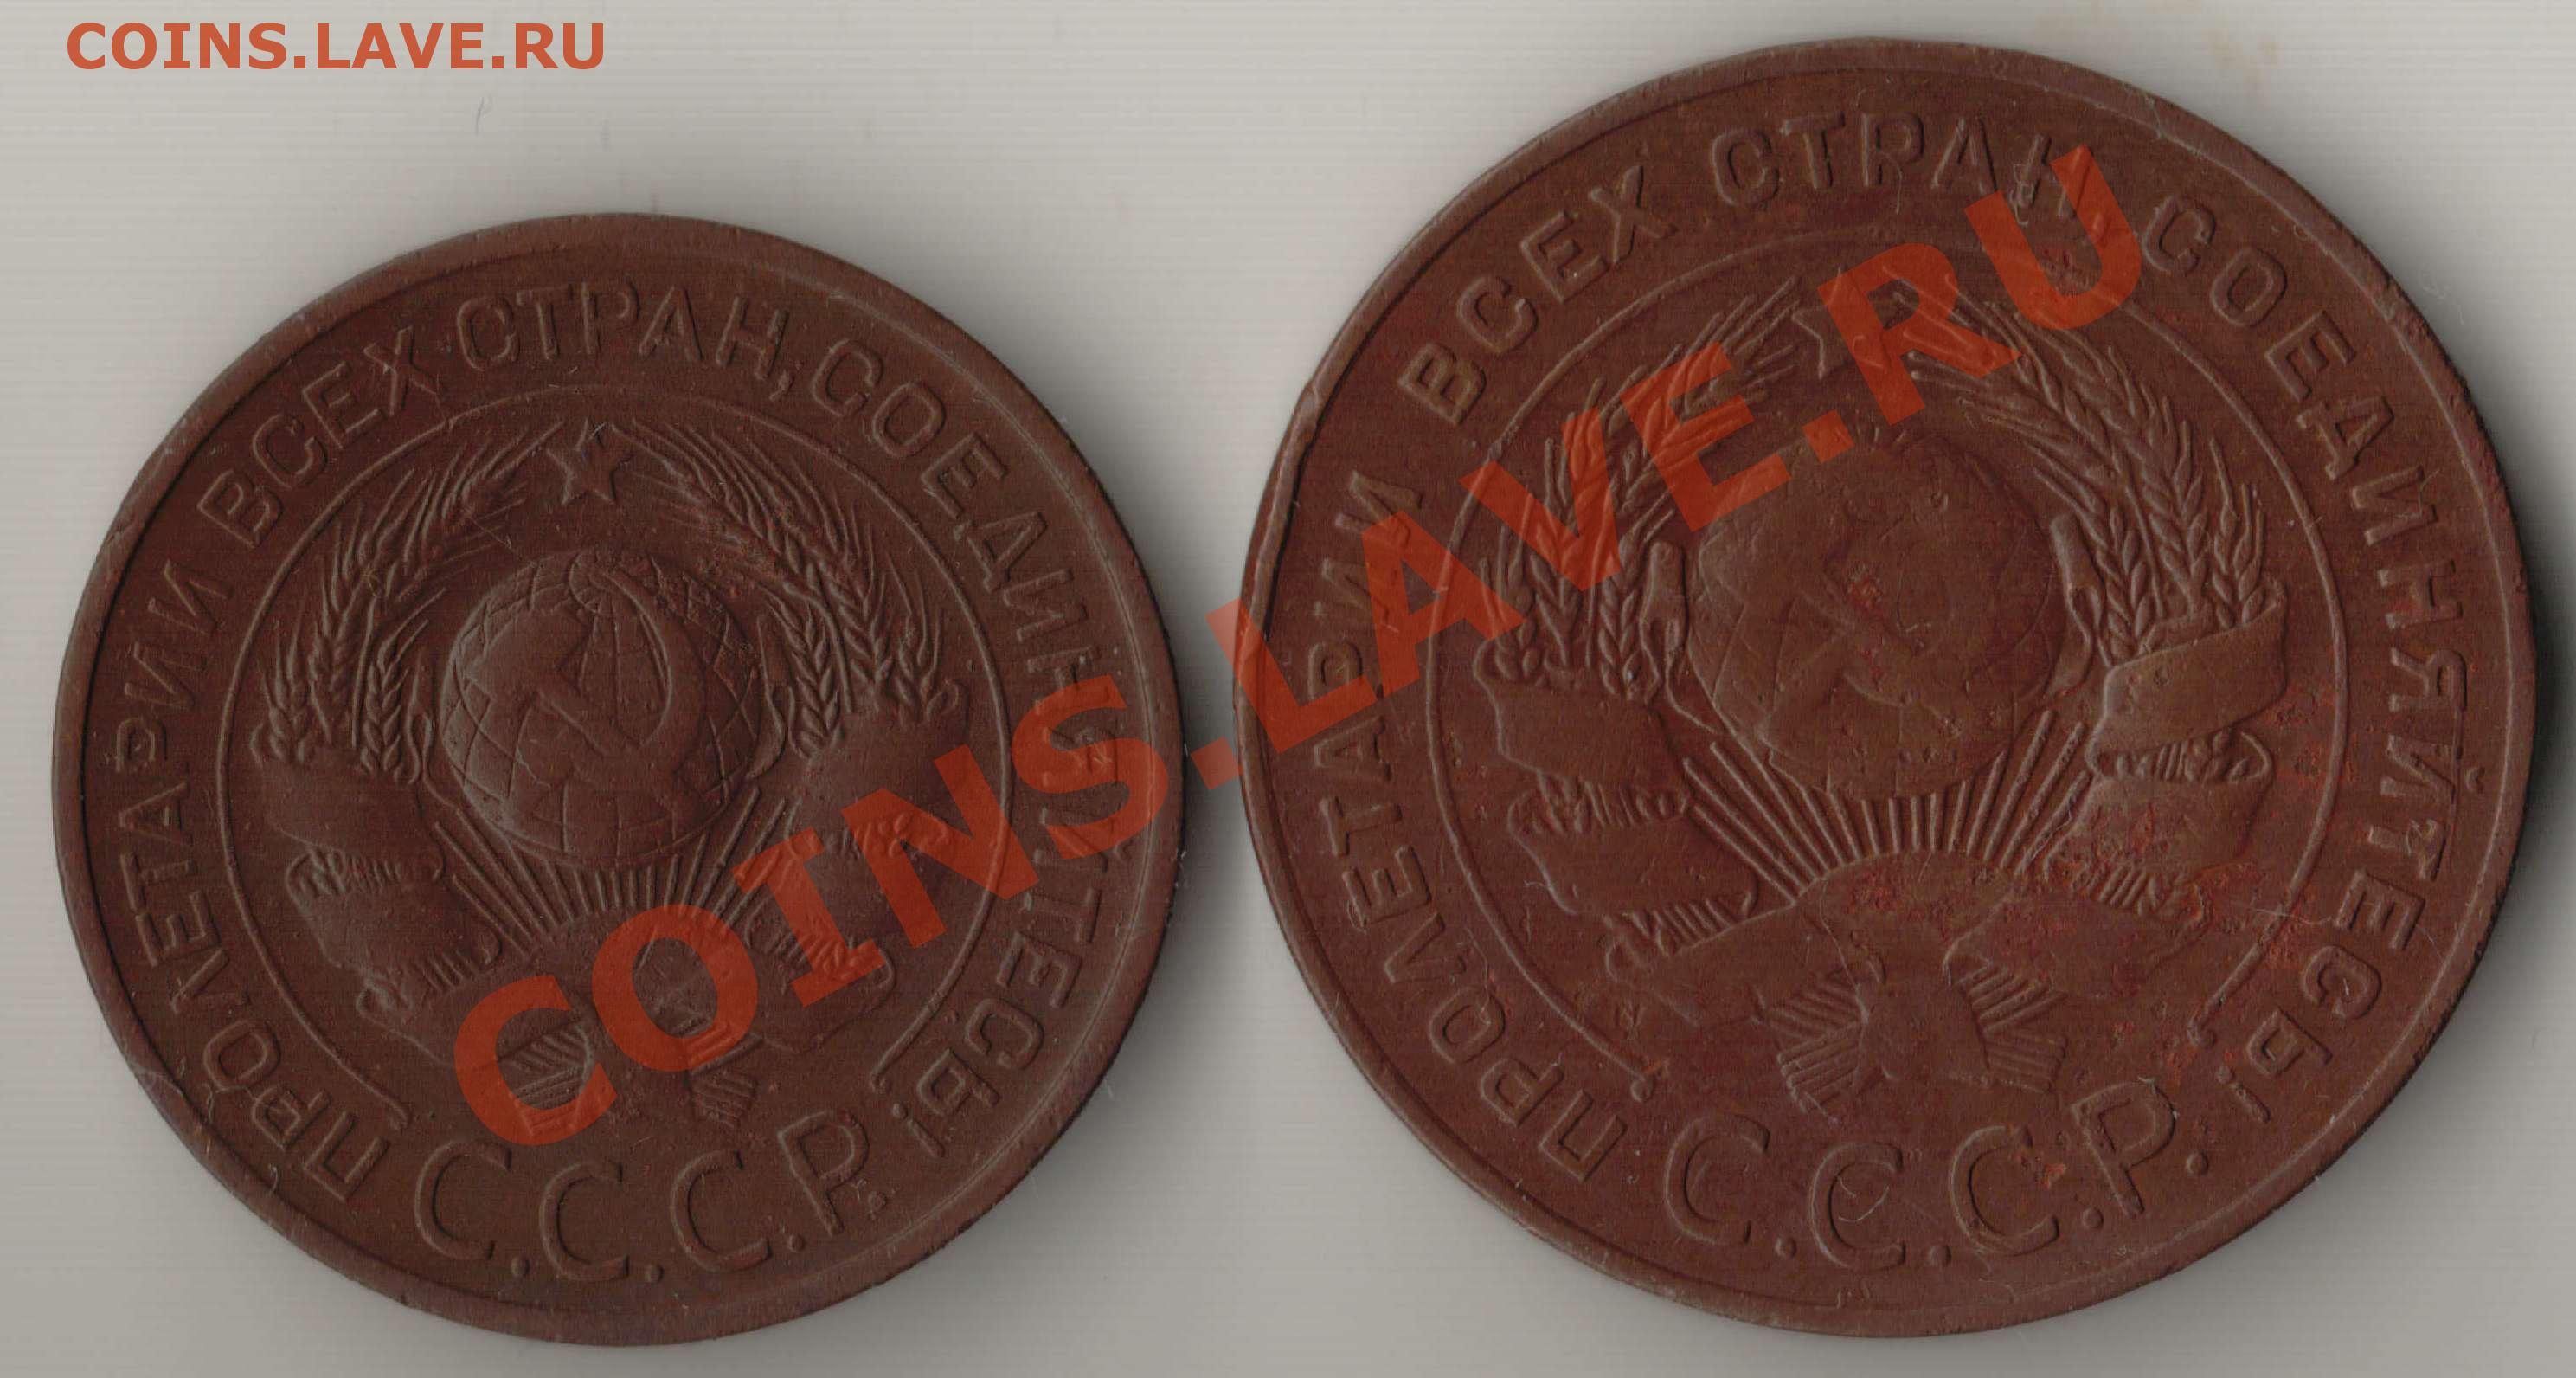 COINS.LAVE.RU
ПРОЛЕТАРИИ ВСЕХ СТРАН, СОЕДИНЯЙТЕСЬ!
С.С.С.Р.
ПРОЛЕТАРИИ ВСЕХ СТРАН, СОЕДИНЯЙТЕСЬ!
С.С.С.Р.
COINS.LAVE.RU